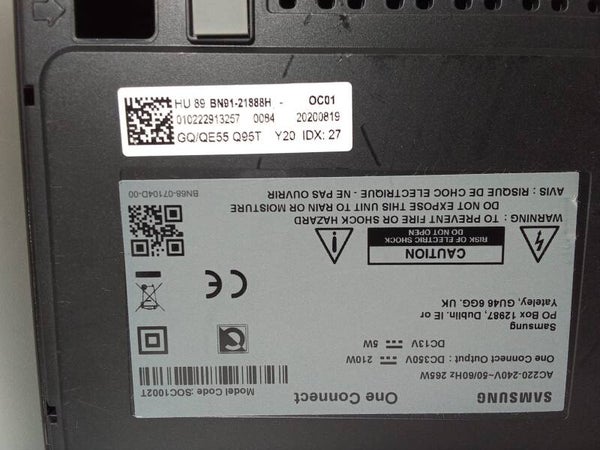 HU 89 BN91-21888H - OC01
010222913257 0064 20200819
GQ/QE55 Q95T Y20 IDX: 27
SAMSUNG
One Connect
Model Code :SOC1002T
AC220-240V~50/60Hz 265W
One Connect Output : DC350V 210W
DC13V 5W
Samsung
PO Box 12987, Dublin. IE or
Yateley, GU46 6GG. UK
CAUTION
RISK OF ELECTRIC SHOCK
DO NOT OPEN
WARNING : TO PREVENT FIRE OR SHOCK HAZARD
DO NOT EXPOSE THIS UNIT TO RAIN OR MOISTURE
AVIS : RISQUE DE CHOC ELECTRIQUE - NE PAS OUVRIR
CE
BN68-07104D-00